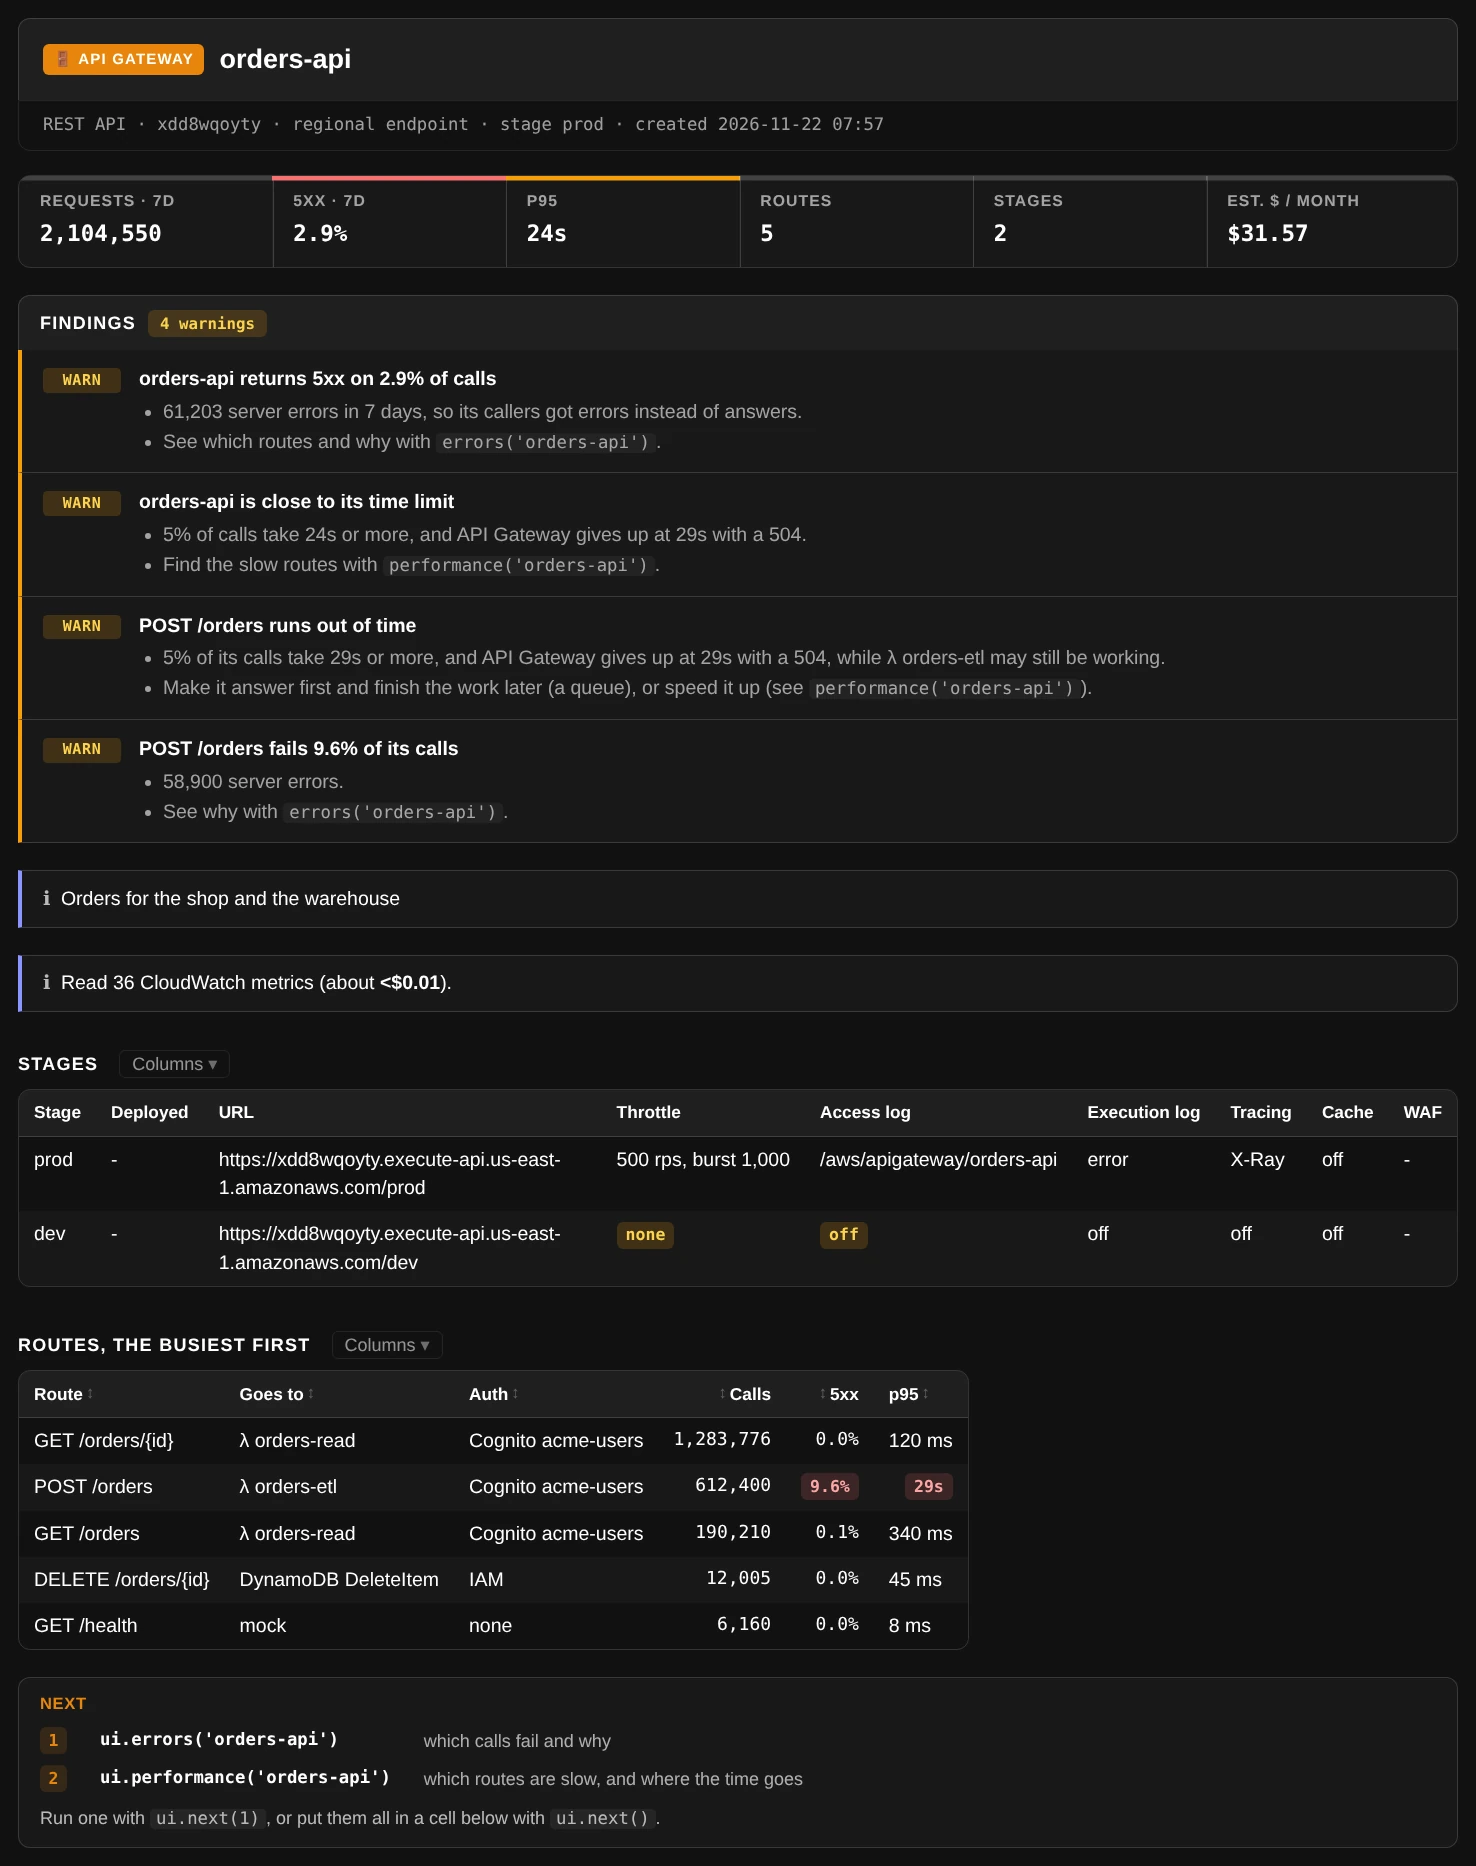 API GATEWAY orders-api
REST API · xdd8wqoyty · regional endpoint · stage prod · created 2026-11-22 07:57
REQUESTS · 7D 5XX · 7D P95 ROUTES STAGES EST. $ / MONTH
2,104,550 2.9% 24s 5 2 $31.57
FINDINGS 4 warnings
WARN orders-api returns 5xx on 2.9% of calls
• 61,203 server errors in 7 days, so its callers got errors instead of answers.
• See which routes and why with errors('orders-api').
WARN orders-api is close to its time limit
• 5% of calls take 24s or more, and API Gateway gives up at 29s with a 504.
• Find the slow routes with performance('orders-api').
WARN POST /orders runs out of time
• 5% of its calls take 29s or more, and API Gateway gives up at 29s with a 504, while λ orders-etl may still be working.
• Make it answer first and finish the work later (a queue), or speed it up (see performance('orders-api')).
WARN POST /orders fails 9.6% of its calls
• 58,900 server errors.
• See why with errors('orders-api').
ℹ Orders for the shop and the warehouse
ℹ Read 36 CloudWatch metrics (about <$0.01).
STAGES Columns ▾
Stage Deployed URL Throttle Access log Execution log Tracing Cache WAF
prod - https://xdd8wqoyty.execute-api.us-east- 500 rps, burst 1,000 /aws/apigateway/orders-api error X-Ray off -
1.amazonaws.com/prod
dev - https://xdd8wqoyty.execute-api.us-east- none off off off off -
1.amazonaws.com/dev
ROUTES, THE BUSIEST FIRST Columns ▾
Route ↕ Goes to ↕ Auth ↕ ↕ Calls ↕ 5xx p95 ↕
GET /orders/{id} λ orders-read Cognito acme-users 1,283,776 0.0% 120 ms
POST /orders λ orders-etl Cognito acme-users 612,400 9.6% 29s
GET /orders λ orders-read Cognito acme-users 190,210 0.1% 340 ms
DELETE /orders/{id} DynamoDB DeleteItem IAM 12,005 0.0% 45 ms
GET /health mock none 6,160 0.0% 8 ms
NEXT
1 ui.errors('orders-api') which calls fail and why
2 ui.performance('orders-api') which routes are slow, and where the time goes
Run one with ui.next(1), or put them all in a cell below with ui.next().